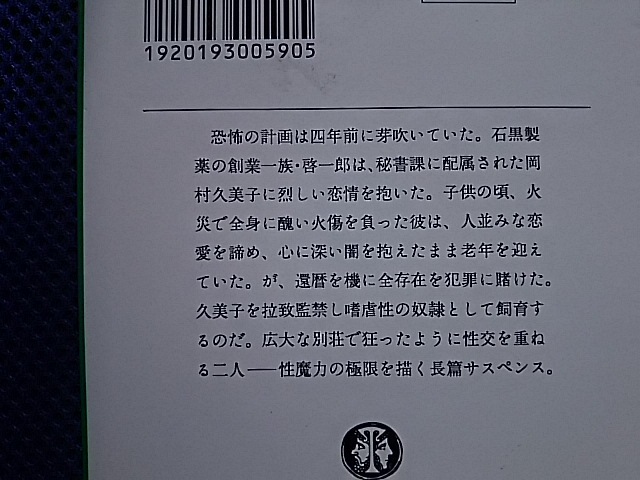 1920193005905
恐怖の計画は四年前に芽吹いていた。石黒製
薬の創業一族・啓一郎は、秘書課に配属された岡
村久美子に烈しい恋情を抱いた。子供の頃、火
災で全身に醜い火傷を負った彼は、人並みな恋
愛を諦め、心に深い闇を抱えたまま老年を迎え
ていた。が、還暦を機に全存在を犯罪に賭けた。
久美子を拉致監禁し嗜虐性の奴隷として飼育す
るのだ。広大な別荘で狂ったように性交を重ね
る二人――性魔力の極限を描く長篇サスペンス。